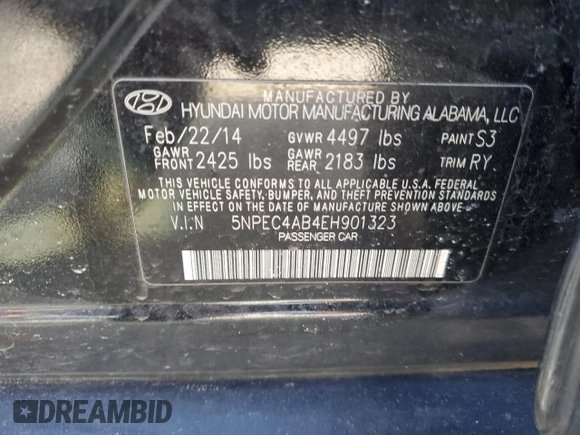 MANUFACTURED BY
HYUNDAI MOTOR MANUFACTURING ALABAMA, LLC
Feb/22/14 GVWR 4497 lbs PAINT S3
GAWR FRONT 2425 lbs GAWR REAR 2183 lbs TRIM RY
THIS VEHICLE CONFORMS TO ALL APPLICABLE U.S.A. FEDERAL
MOTOR VEHICLE SAFETY, BUMPER, AND THEFT PREVENTION STANDARDS
IN EFFECT ON THE DATE OF MANUFACTURE SHOWN ABOVE.
V.I.N 5NPEC4AB4EH901323
PASSENGER CAR
DREAMBID